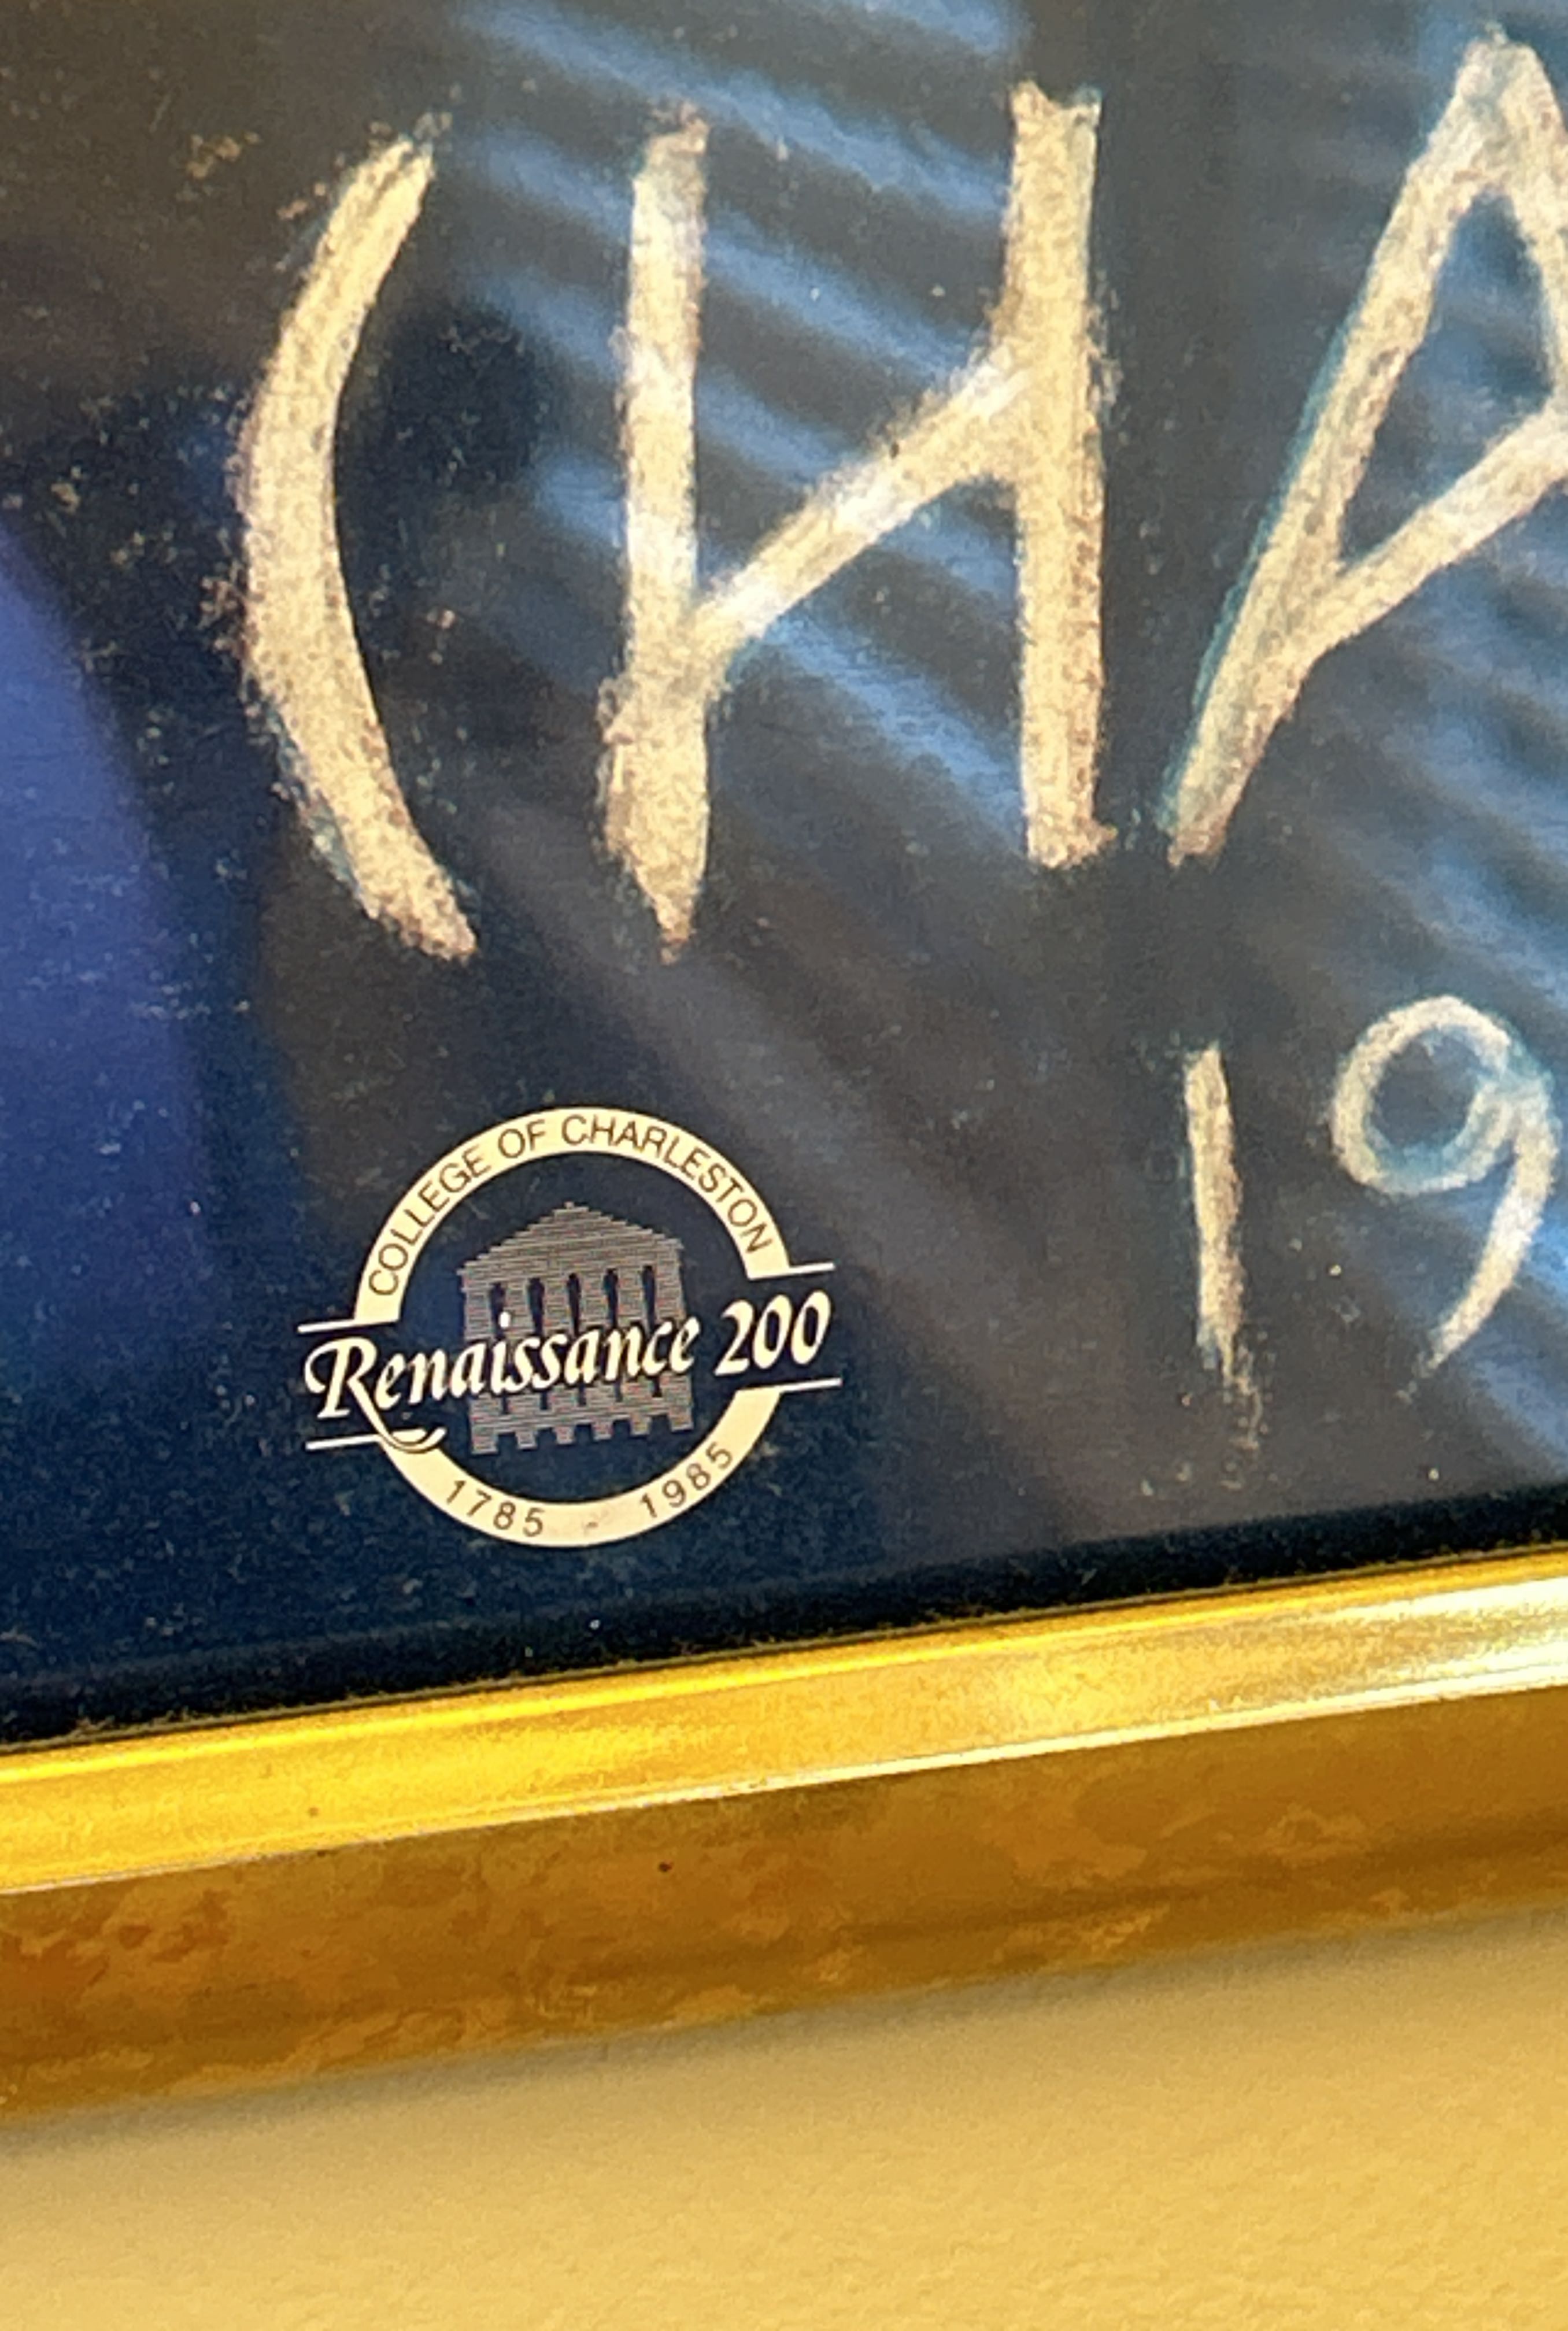 CHA
19
COLLEGE OF CHARLESTON
Renaissance 200
1785 - 1985